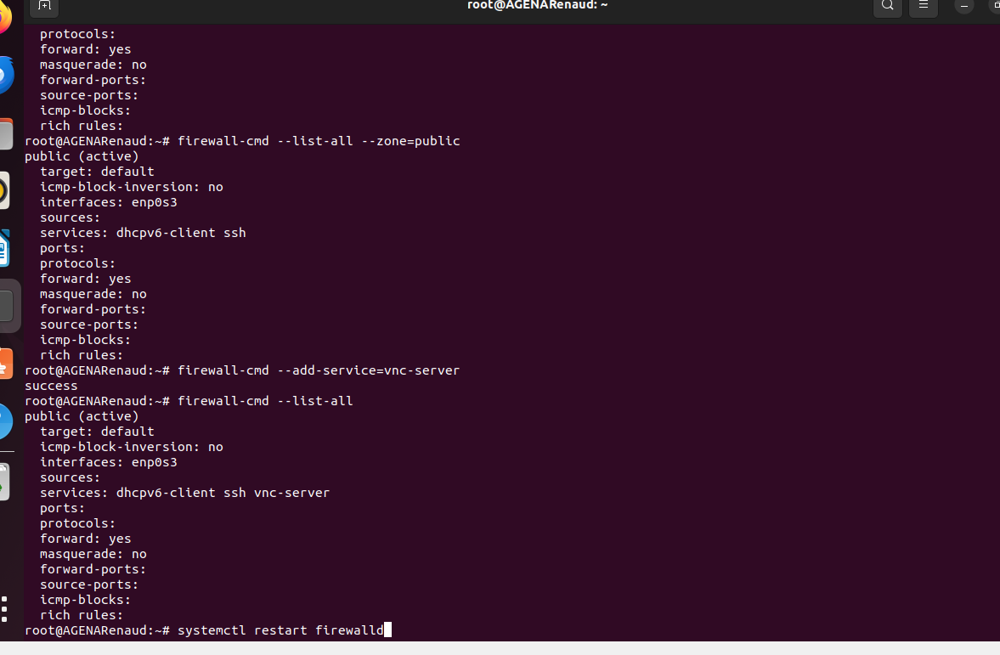 root@AGENARenaud: ~
protocols:
forward: yes
masquerade: no
forward-ports:
source-ports:
icmp-blocks:
rich rules:
root@AGENARenaud:~# firewall-cmd --list-all --zone=public
public (active)
target: default
icmp-block-inversion: no
interfaces: enp0s3
sources:
services: dhcpv6-client ssh
ports:
protocols:
forward: yes
masquerade: no
forward-ports:
source-ports:
icmp-blocks:
rich rules:
root@AGENARenaud:~# firewall-cmd --add-service=vnc-server
success
root@AGENARenaud:~# firewall-cmd --list-all
public (active)
target: default
icmp-block-inversion: no
interfaces: enp0s3
sources:
services: dhcpv6-client ssh vnc-server
ports:
protocols:
forward: yes
masquerade: no
forward-ports:
source-ports:
icmp-blocks:
rich rules:
root@AGENARenaud:~# systemctl restart firewalld